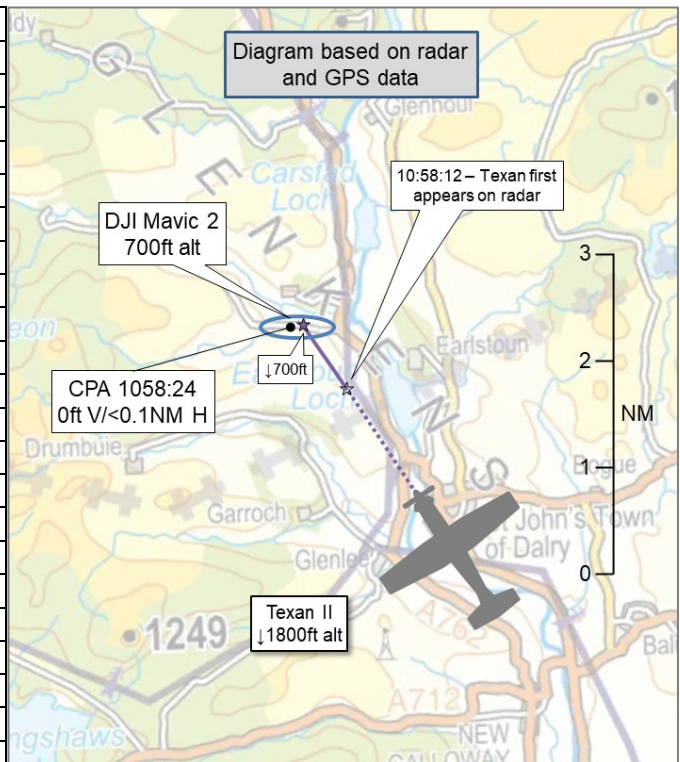 Diagram based on radar
and GPS data
Glenhoul
GLENKENS
Carsfad
Loch
10:58:12 – Texan first
appears on radar
DJI Mavic 2
700ft alt
3
↓700ft
Earlstoun
2
CPA 1058:24
0ft V/<0.1NM H
Loch
NM
Drumbuie
1
Bogue
Garroch
John's Town
of Dalry
Glenlee
0
Texan II
↓1800ft alt
1249
A762
A712
NEW
GALLOWAY